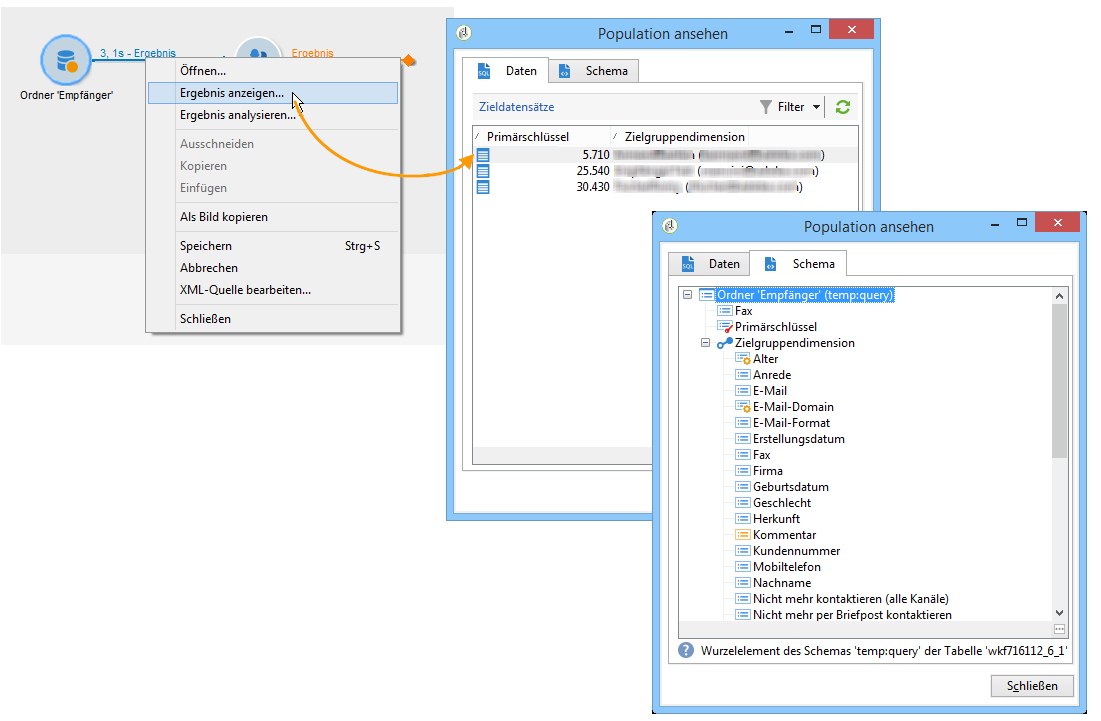 3, 1s - Ergebnis
Ergebnis
Ordner 'Empfänger'
Öffnen...
Ergebnis anzeigen...
Ergebnis analysieren...
Ausschneiden
Kopieren
Einfügen
Als Bild kopieren
Speichern Strg+S
Abbrechen
XML-Quelle bearbeiten...
Schließen
Population ansehen
SQL Daten Schema
Zieldatensätze Filter
Primärschlüssel Zielgruppendimension
5.710
25.540
30.430
Population ansehen
SQL Daten Schema
Ordner 'Empfänger' (temp:query)
Fax
Primärschlüssel
Zielgruppendimension
Alter
Anrede
E-Mail
E-Mail-Domain
E-Mail-Format
Erstellungsdatum
Fax
Firma
Geburtsdatum
Geschlecht
Herkunft
Kommentar
Kundennummer
Mobiltelefon
Nachname
Nicht mehr kontaktieren (alle Kanäle)
Nicht mehr per Briefpost kontaktieren
Wurzelelement des Schemas 'temp:query' der Tabelle 'wkf716112_6_1'
Schließen